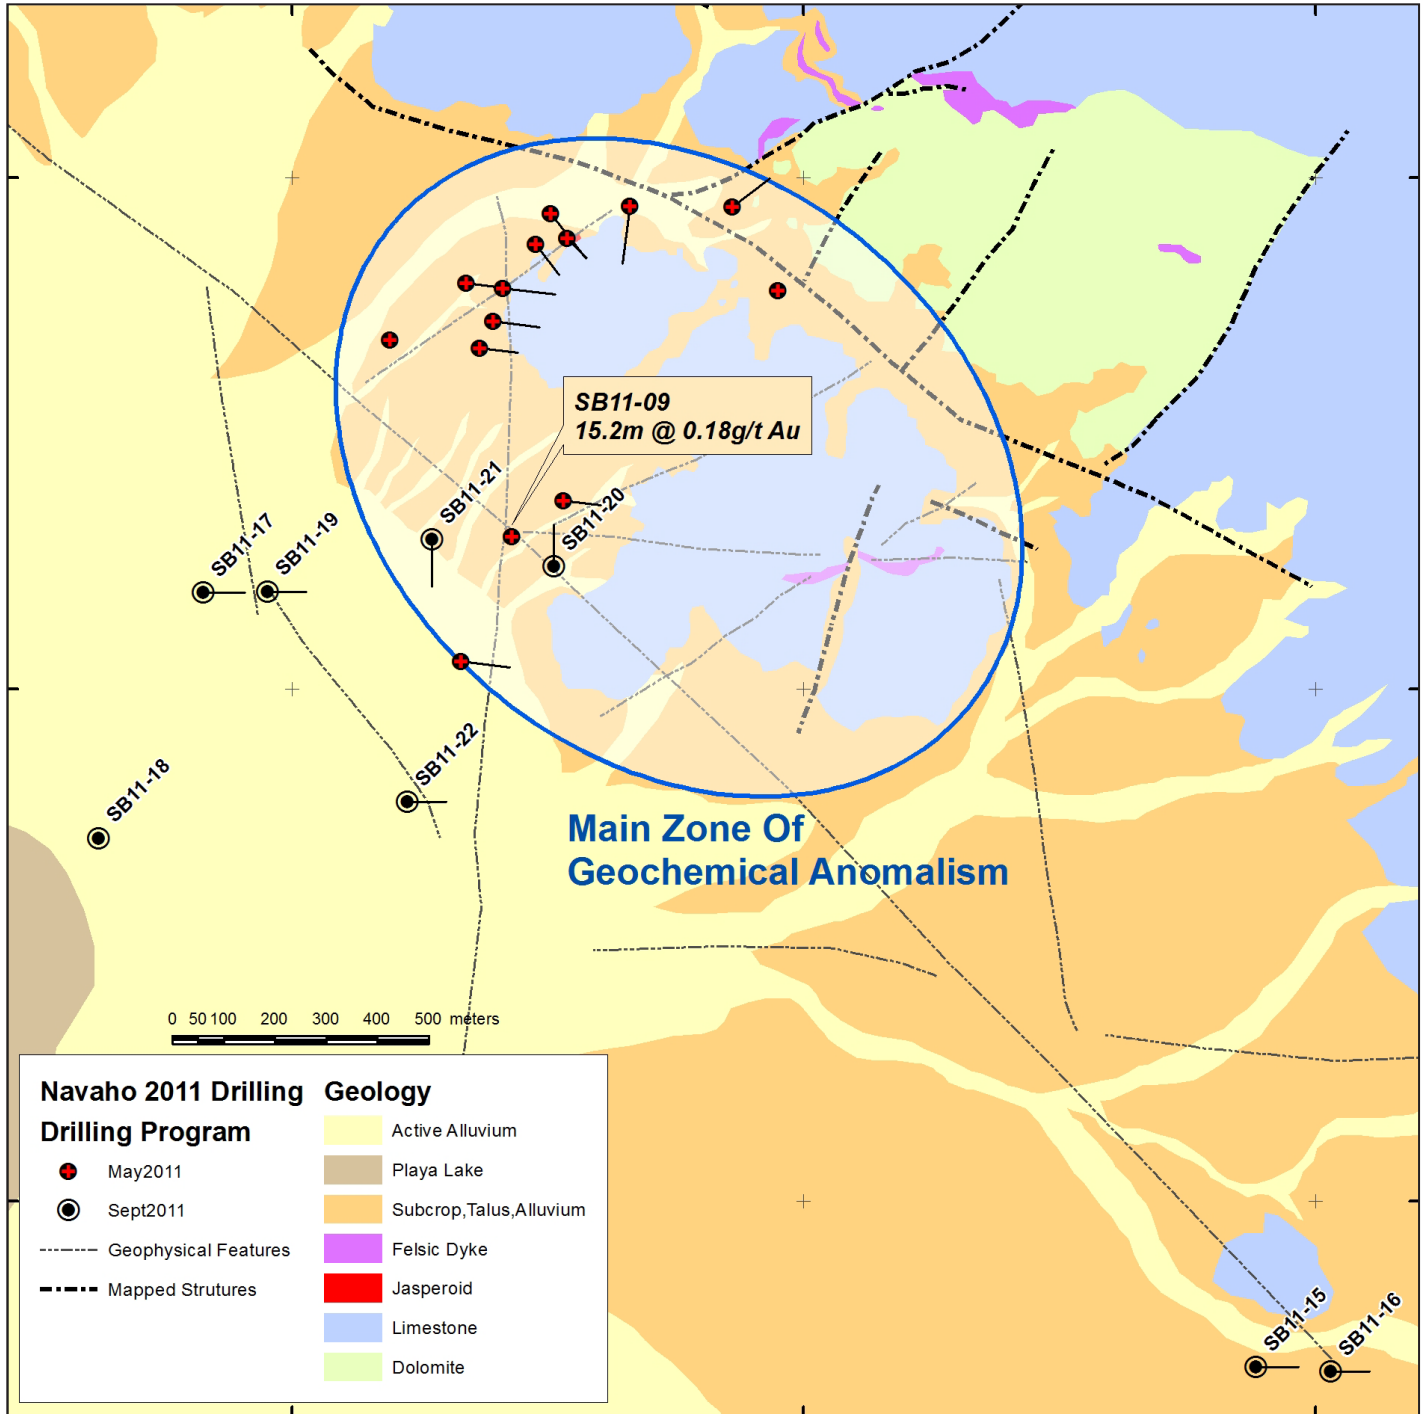 SB11-09
15.2m @ 0.18g/t Au
SB11-21
SB11-20
SB11-17
SB11-19
SB11-22
SB11-18
Main Zone Of
Geochemical Anomalism
0 50 100 200 300 400 500 meters
Navaho 2011 Drilling
Drilling Program
May2011
Sept2011
Geophysical Features
Mapped Strutures
Geology
Active Alluvium
Playa Lake
Subcrop,Talus,Alluvium
Felsic Dyke
Jasperoid
Limestone
Dolomite
SB11-15
SB11-16